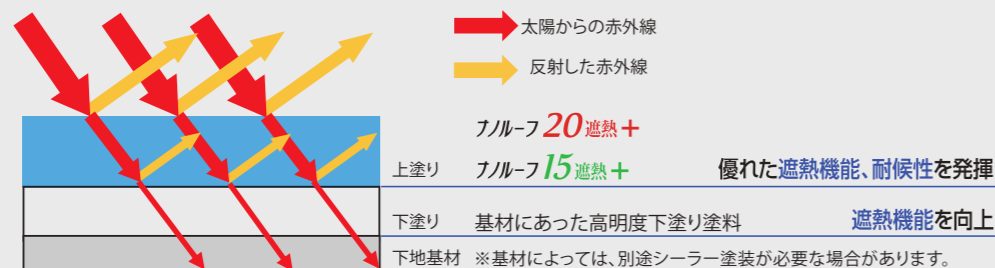 太陽からの赤外線
反射した赤外線
ナノルーフ20遮熱+
上塗り ナノルーフ15遮熱+ 優れた遮熱機能、耐候性を発揮
下塗り 基材にあった高明度下塗り塗料 遮熱機能を向上
下地基材 ※基材によっては、別途シーラー塗装が必要な場合があります。